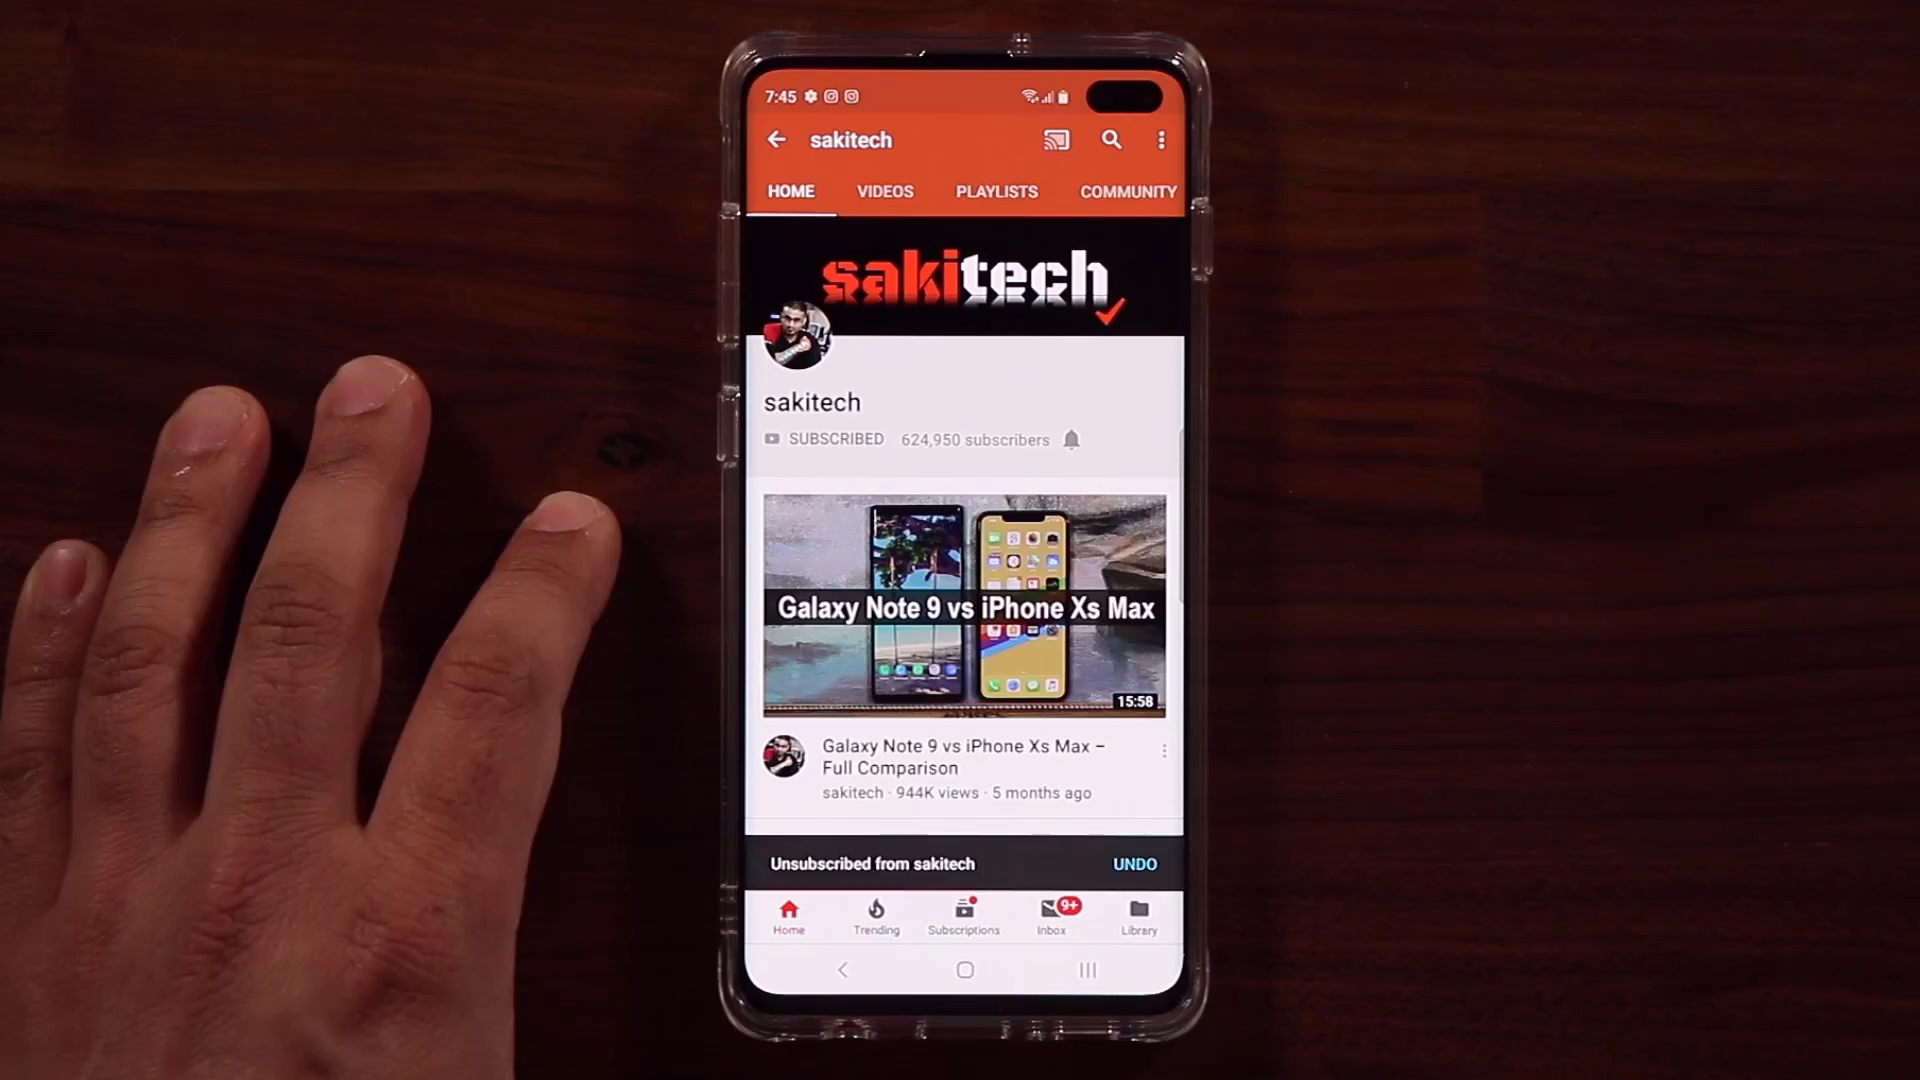 7:45
sakitech
HOME VIDEOS PLAYLISTS COMMUNITY
sakitech
sakitech
SUBSCRIBED 624,950 subscribers
Galaxy Note 9 vs iPhone Xs Max
15:58
Galaxy Note 9 vs iPhone Xs Max –
Full Comparison
sakitech · 944K views · 5 months ago
Unsubscribed from sakitech UNDO
9+
Home Trending Subscriptions Inbox Library